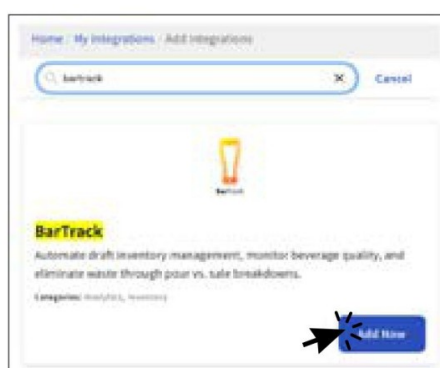 Home / My Integrations / Add Integrations
bartrack
Cancel
BarTrack
BarTrack
Automate draft inventory management, monitor beverage quality, and
eliminate waste through pour vs. sale breakdowns.
Categories: Analytics, Inventory
Add Now